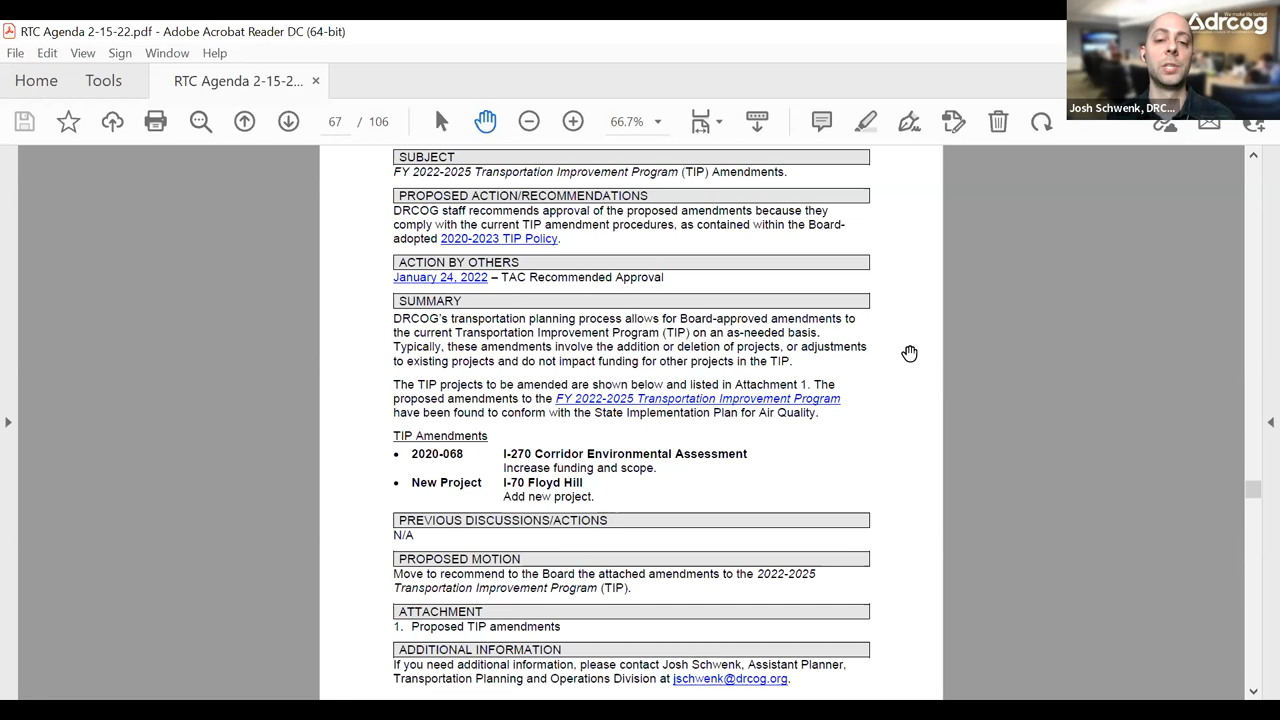 RTC Agenda 2-15-22.pdf - Adobe Acrobat Reader DC (64-bit)
File Edit View Sign Window Help
Home Tools RTC Agenda 2-15-2... ×
67 / 106 66.7%
We make life better!
drcog
Josh Schwenk, DRC...
SUBJECT
FY 2022-2025 Transportation Improvement Program (TIP) Amendments.
PROPOSED ACTION/RECOMMENDATIONS
DRCOG staff recommends approval of the proposed amendments because they
comply with the current TIP amendment procedures, as contained within the Board-
adopted 2020-2023 TIP Policy.
ACTION BY OTHERS
January 24, 2022 – TAC Recommended Approval
SUMMARY
DRCOG's transportation planning process allows for Board-approved amendments to
the current Transportation Improvement Program (TIP) on an as-needed basis.
Typically, these amendments involve the addition or deletion of projects, or adjustments
to existing projects and do not impact funding for other projects in the TIP.
The TIP projects to be amended are shown below and listed in Attachment 1. The
proposed amendments to the FY 2022-2025 Transportation Improvement Program
have been found to conform with the State Implementation Plan for Air Quality.
TIP Amendments
• 2020-068 I-270 Corridor Environmental Assessment
Increase funding and scope.
• New Project I-70 Floyd Hill
Add new project.
PREVIOUS DISCUSSIONS/ACTIONS
N/A
PROPOSED MOTION
Move to recommend to the Board the attached amendments to the 2022-2025
Transportation Improvement Program (TIP).
ATTACHMENT
1. Proposed TIP amendments
ADDITIONAL INFORMATION
If you need additional information, please contact Josh Schwenk, Assistant Planner,
Transportation Planning and Operations Division at jschwenk@drcog.org.